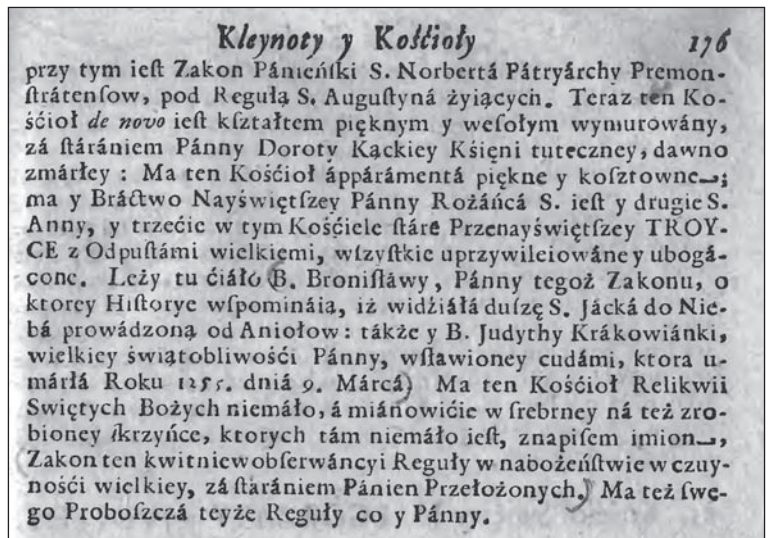 Kleynoty y Kośćioły 176
przy tym ieſt Zakon Pánieńſki S. Norbertá Pátryárchy Premon-
ſtrátenſow, pod Regułą S. Auguſtyná żyiących. Teraz ten Ko-
śćioł de novo ieſt kſztałtem pięknym y weſołym wymurowány,
zá ſtárániem Pánny Doroty Kąckiey Kśięni tuteczney, dawno
zmárłey : Ma ten Kośćioł áppárámentá piękne y koſztowne;
ma y Bráctwo Nayświętſzey Pánny Rożáńcá S. ieſt y drugie S.
Anny, y trzećie w tym Kośćiele ſtáre Przenayświętſzey TROY-
CE z Odpuſtámi wielkiemi, wſzyſtkie uprzywileiowáne y ubogá-
cone. Leży tu ćiáło B. Broniſłáwy, Pánny tegoż Zakonu, o
ktorey Hiſtorye wſpomináią, iż widźiáłá duſzę S. Jácká do Nie-
bá prowádzoną od Aniołow : tákże y B. Judythy Krákowiánki,
wielkiey świątobliwośći Pánny, wſławioney cudámi, ktora u-
márłá Roku 1255. dniá 9. Márcá) Ma ten Kośćioł Relikwii
Swiętych Bożych niemáło, á miánowićie w ſrebrney ná też zro-
bioney ſkrzyńce, ktorych tám niemáło ieſt, znapiſem imion,
Zakon ten kwitnie w obſerwáncyi Reguły w nabożeńſtwie w czuy-
nośći wielkiey, zá ſtárániem Pánien Przełożonych.) Ma też ſwe-
go Proboſzczá teyże Reguły co y Pánny.